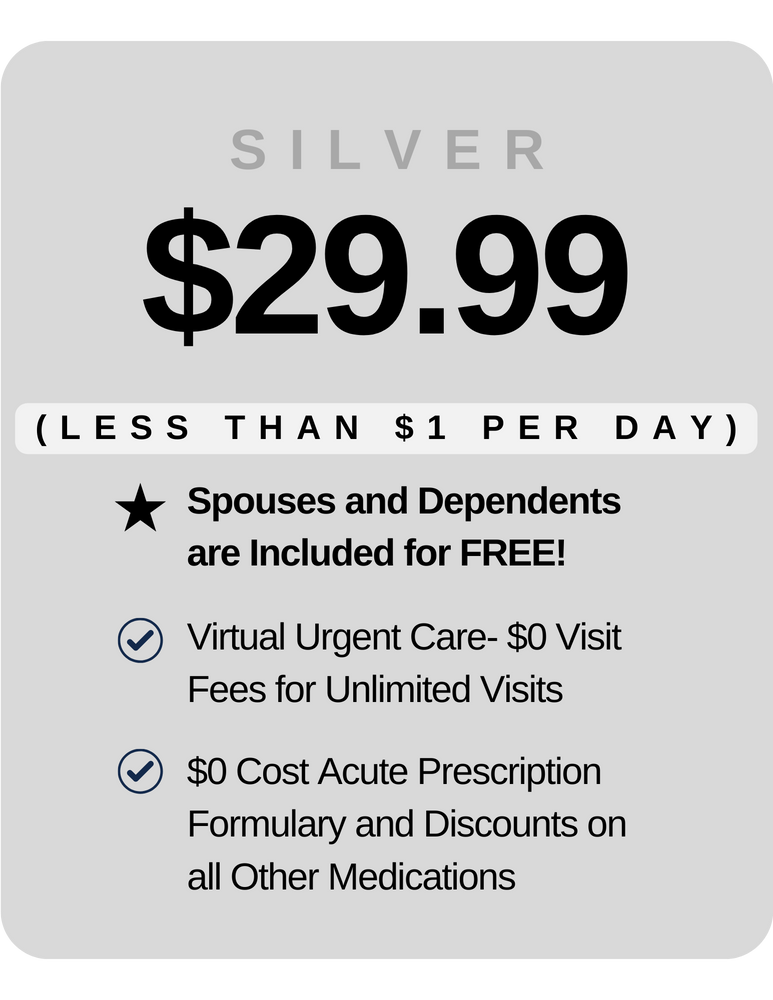 SILVER
$29.99
(LESS THAN $1 PER DAY)
Spouses and Dependents
are Included for FREE!
Virtual Urgent Care- $0 Visit
Fees for Unlimited Visits
$0 Cost Acute Prescription
Formulary and Discounts on
all Other Medications